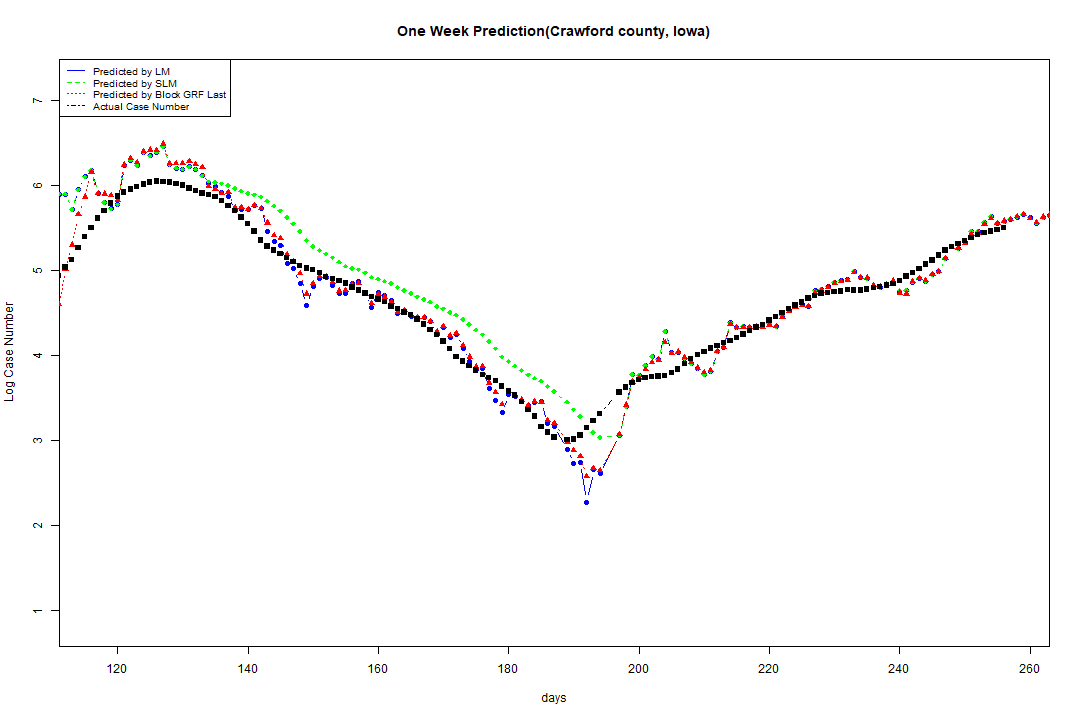 One Week Prediction(Crawford county, Iowa)
Predicted by LM
Predicted by SLM
Predicted by Block GRF Last
Actual Case Number
7
6
5
4
3
2
1
Log Case Number
120 140 160 180 200 220 240 260
days